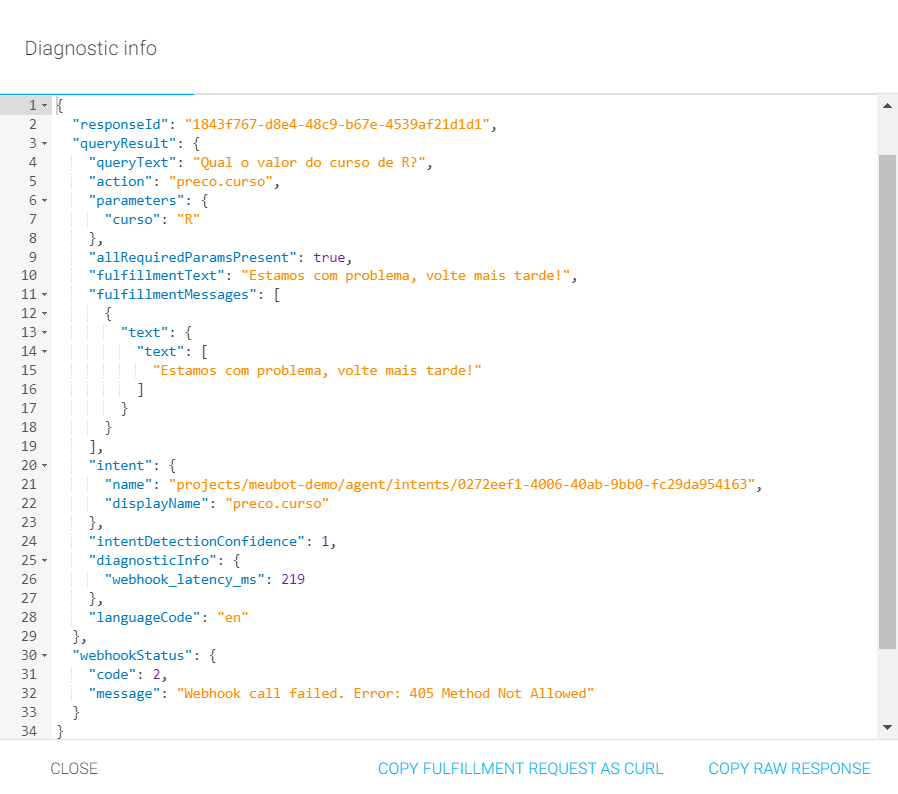 Diagnostic info
1 {
2 "responseId": "1843f767-d8e4-48c9-b67e-4539af21d1d1",
3 "queryResult": {
4 "queryText": "Qual o valor do curso de R?",
5 "action": "preco.curso",
6 "parameters": {
7 "curso": "R"
8 },
9 "allRequiredParamsPresent": true,
10 "fulfillmentText": "Estamos com problema, volte mais tarde!",
11 "fulfillmentMessages": [
12 {
13 "text": {
14 "text": [
15 "Estamos com problema, volte mais tarde!"
16 ]
17 }
18 }
19 ],
20 "intent": {
21 "name": "projects/meubot-demo/agent/intents/0272eef1-4006-40ab-9bb0-fc29da954163",
22 "displayName": "preco.curso"
23 },
24 "intentDetectionConfidence": 1,
25 "diagnosticInfo": {
26 "webhook_latency_ms": 219
27 },
28 "languageCode": "en"
29 },
30 "webhookStatus": {
31 "code": 2,
32 "message": "Webhook call failed. Error: 405 Method Not Allowed"
33 }
34 }
CLOSE COPY FULFILLMENT REQUEST AS CURL COPY RAW RESPONSE